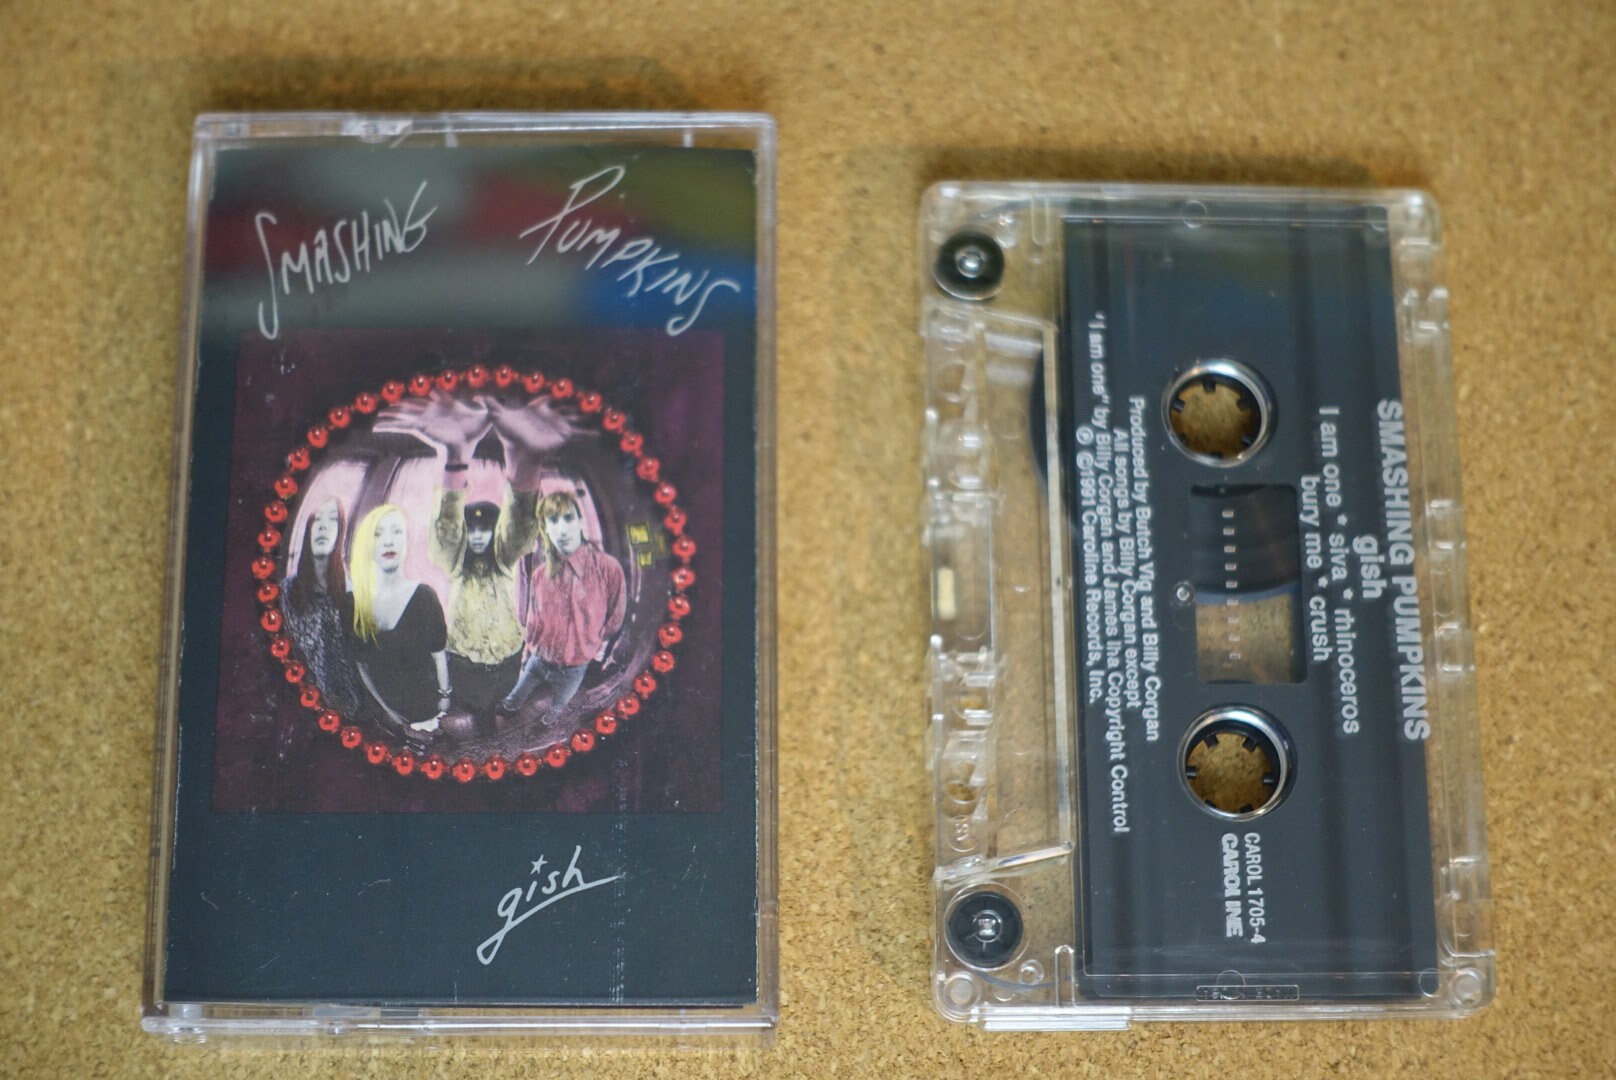 SMASHING PUMPKINS
gish
SMASHING PUMPKINS
gish
I am one * siva * rhinoceros
bury me * crush
CAROL 1705-4
CAROLINE
Produced by Butch Vig and Billy Corgan
All songs by Billy Corgan except
"I am one" by Billy Corgan and James Iha Copyright Control
℗ ©1991 Caroline Records, Inc.